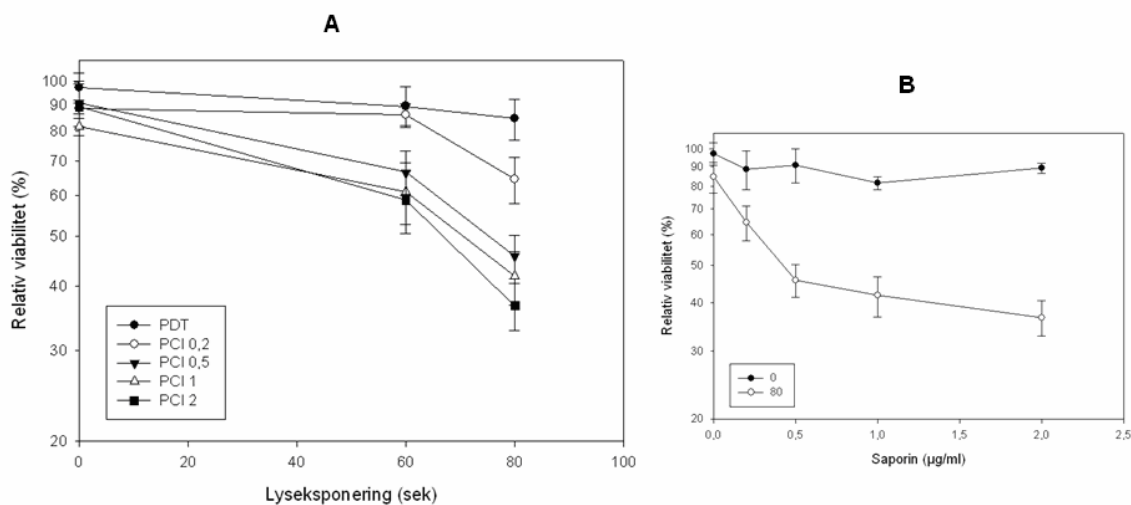 A
100
90
80
70
60
50
40
30
20
Relativ viabilitet (%)
PDT
PCI 0,2
PCI 0,5
PCI 1
PCI 2
0
20
40
60
80
100
Lyseksponering (sek)
B
100
90
80
70
60
50
40
30
20
Relativ viabilitet (%)
0
80
0,0
0,5
1,0
1,5
2,0
2,5
Saporin (µg/ml)